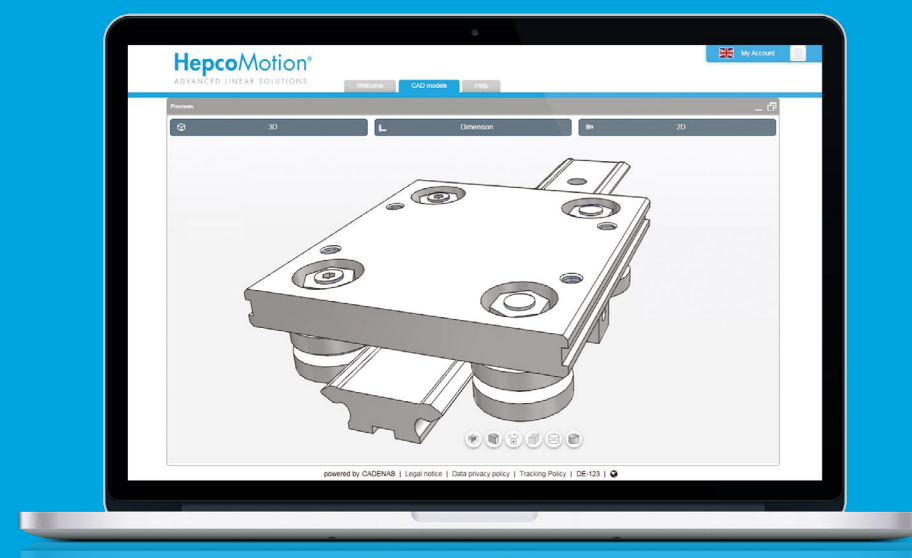 HepcoMotion®
ADVANCED LINEAR SOLUTIONS
My Account
Welcome
CAD models
Help
Previews
3D
Dimension
2D
powered by CADENAS | Legal notice | Data privacy policy | Tracking Policy | DE-123 |